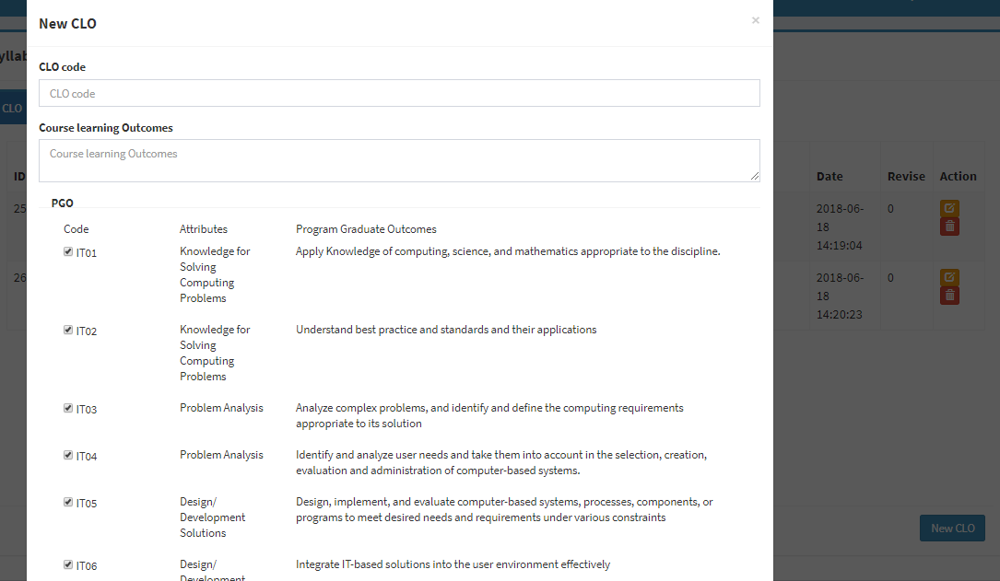 New CLO
×
CLO code
CLO code
Course learning Outcomes
Course learning Outcomes
PGO
Code Attributes Program Graduate Outcomes
IT01 Knowledge for Apply Knowledge of computing, science, and mathematics appropriate to the discipline.
Solving
Computing
Problems
IT02 Knowledge for Understand best practice and standards and their applications
Solving
Computing
Problems
IT03 Problem Analysis Analyze complex problems, and identify and define the computing requirements
appropriate to its solution
IT04 Problem Analysis Identify and analyze user needs and take them into account in the selection, creation,
evaluation and administration of computer-based systems.
IT05 Design/ Design, implement, and evaluate computer-based systems, processes, components, or
Development programs to meet desired needs and requirements under various constraints
Solutions
IT06 Design/ Integrate IT-based solutions into the user environment effectively
Development
yllab
CLO
ID Date Revise Action
25 2018-06- 0
18
14:19:04
26 2018-06- 0
18
14:20:23
New CLO